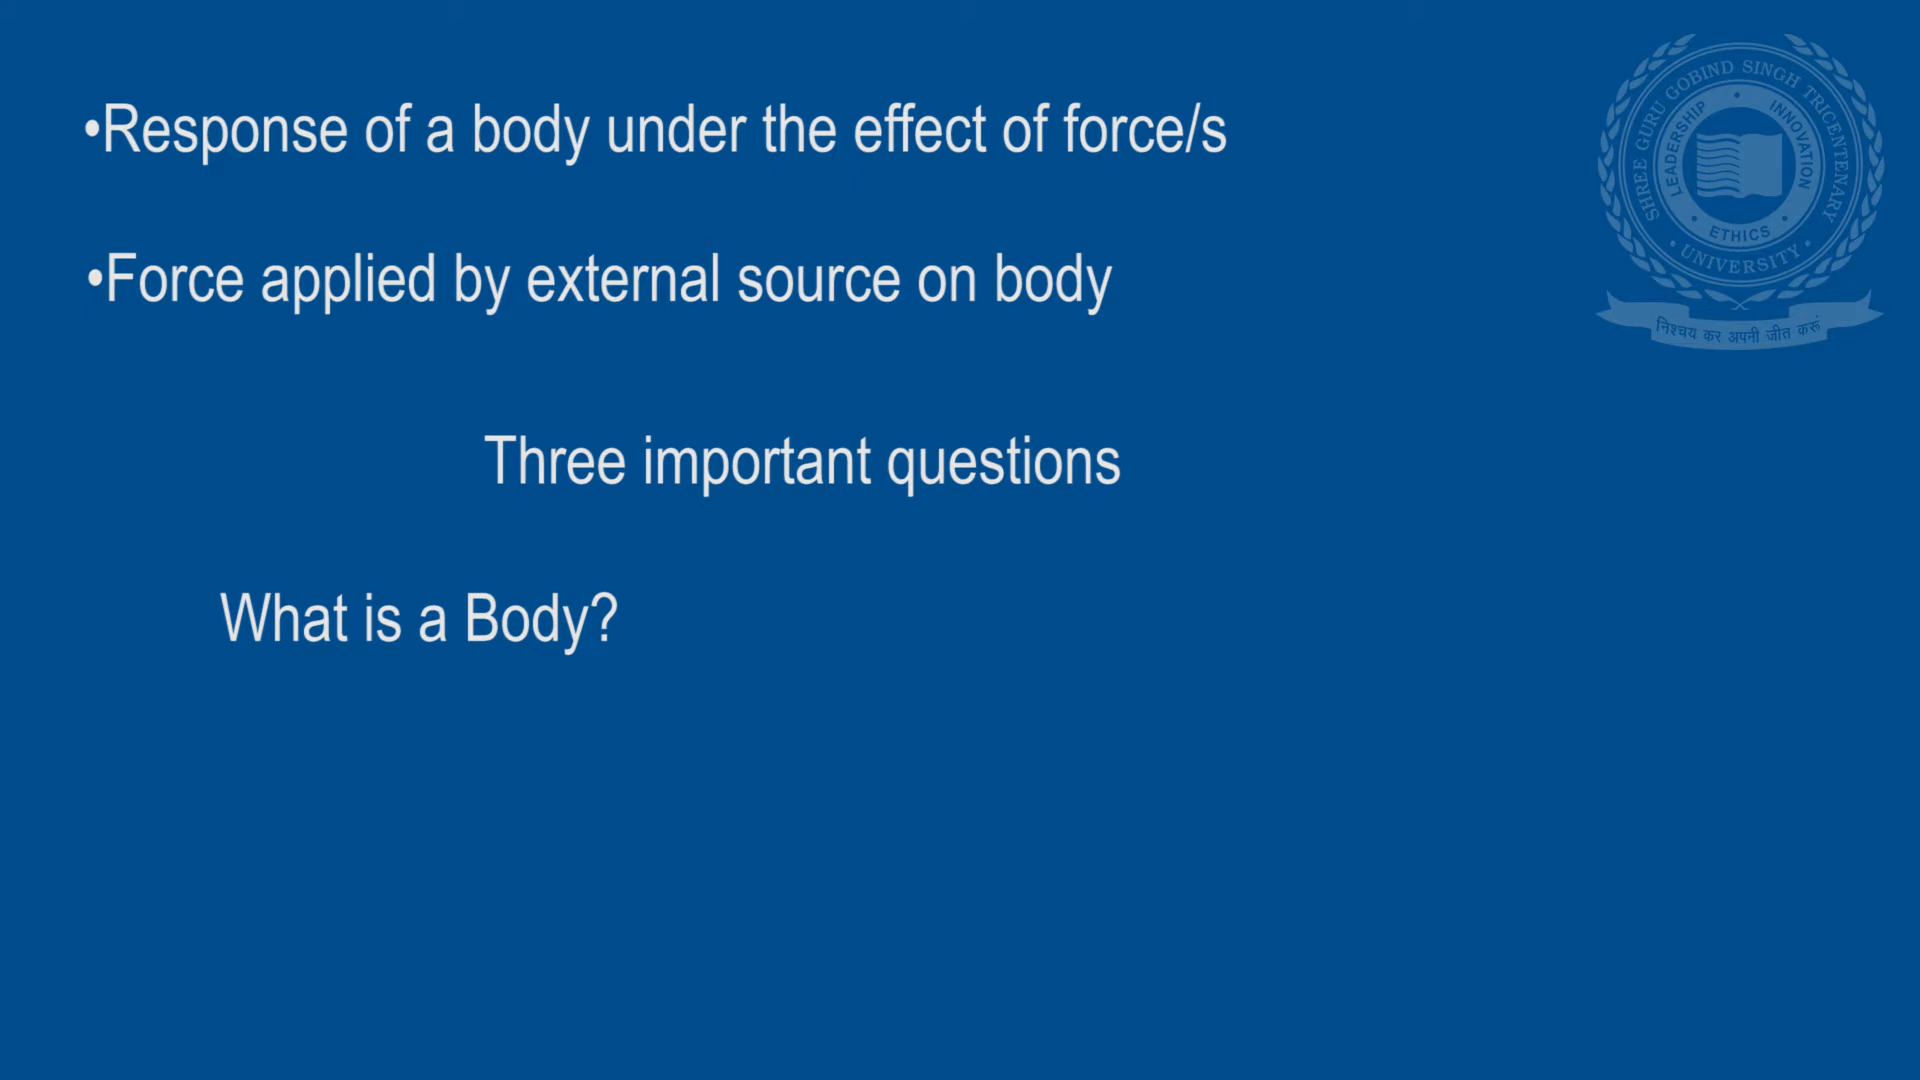 •Response of a body under the effect of force/s
•Force applied by external source on body
Three important questions
What is a Body?
SHREE GURU GOBIND SINGH TRICENTENARY
• UNIVERSITY •
LEADERSHIP • INNOVATION
• ETHICS •
निश्चय कर अपनी जीत करूं